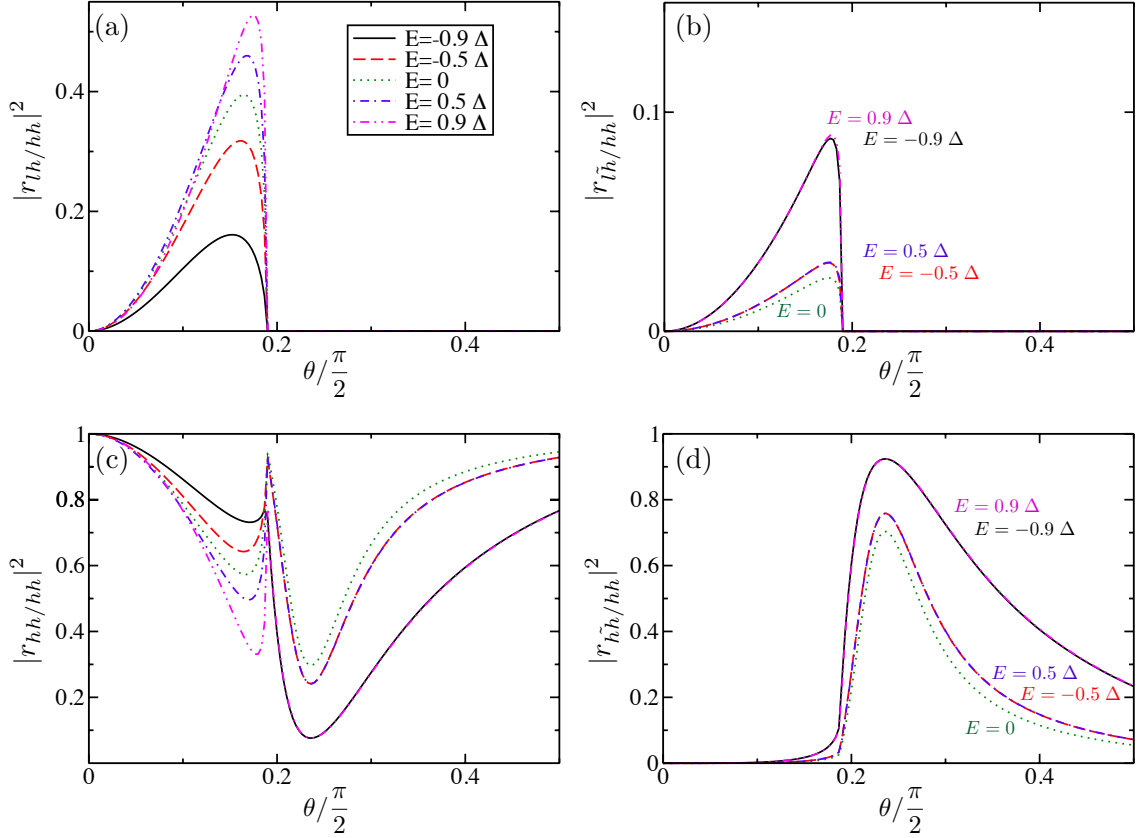 (a)
|r_{lh/hh}|^2
0.4
0.2
0
0
0.2
0.4
θ/π/2
E=-0.9 Δ
E=-0.5 Δ
E= 0
E= 0.5 Δ
E= 0.9 Δ
(b)
|r_{\tilde{l}h/hh}|^2
0.1
0
0
0.2
0.4
θ/π/2
E = 0.9 Δ
E = −0.9 Δ
E = 0.5 Δ
E = −0.5 Δ
E = 0
(c)
|r_{hh/hh}|^2
1
0.8
0.6
0.4
0.2
0
0.2
0.4
θ/π/2
(d)
|r_{\tilde{h}h/hh}|^2
1
0.8
0.6
0.4
0.2
0
0
0.2
0.4
θ/π/2
E = 0.9 Δ
E = −0.9 Δ
E = 0.5 Δ
E = −0.5 Δ
E = 0